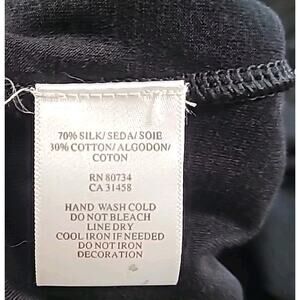 70% SILK/ SEDA/ SOIE
30% COTTON/ ALGODON/
COTON
RN 80734
CA 31458
HAND WASH COLD
DO NOT BLEACH
LINE DRY
COOL IRON IF NEEDED
DO NOT IRON
DECORATION